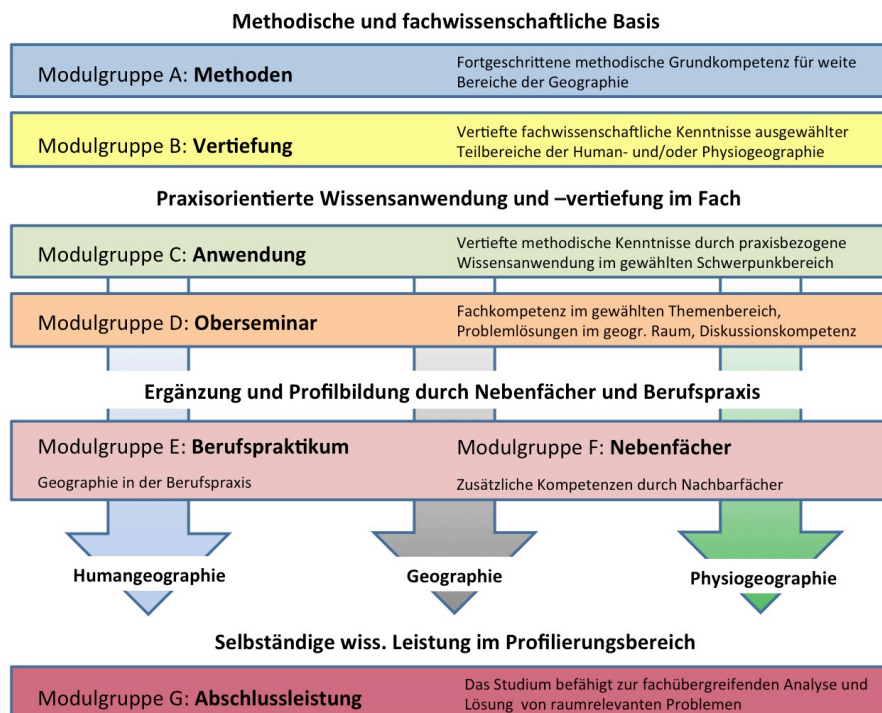 Methodische und fachwissenschaftliche Basis
Modulgruppe A: Methoden
Fortgeschrittene methodische Grundkompetenz für weite
Bereiche der Geographie
Modulgruppe B: Vertiefung
Vertiefte fachwissenschaftliche Kenntnisse ausgewählter
Teilbereiche der Human- und/oder Physiogeographie
Praxisorientierte Wissensanwendung und –vertiefung im Fach
Modulgruppe C: Anwendung
Vertiefte methodische Kenntnisse durch praxisbezogene
Wissensanwendung im gewählten Schwerpunkbereich
Modulgruppe D: Oberseminar
Fachkompetenz im gewählten Themenbereich,
Problemlösungen im geogr. Raum, Diskussionskompetenz
Ergänzung und Profilbildung durch Nebenfächer und Berufspraxis
Modulgruppe E: Berufspraktikum
Geographie in der Berufspraxis
Modulgruppe F: Nebenfächer
Zusätzliche Kompetenzen durch Nachbarfächer
Humangeographie
Geographie
Physiogeographie
Selbständige wiss. Leistung im Profilierungsbereich
Modulgruppe G: Abschlussleistung
Das Studium befähigt zur fachübergreifenden Analyse und
Lösung von raumrelevanten Problemen